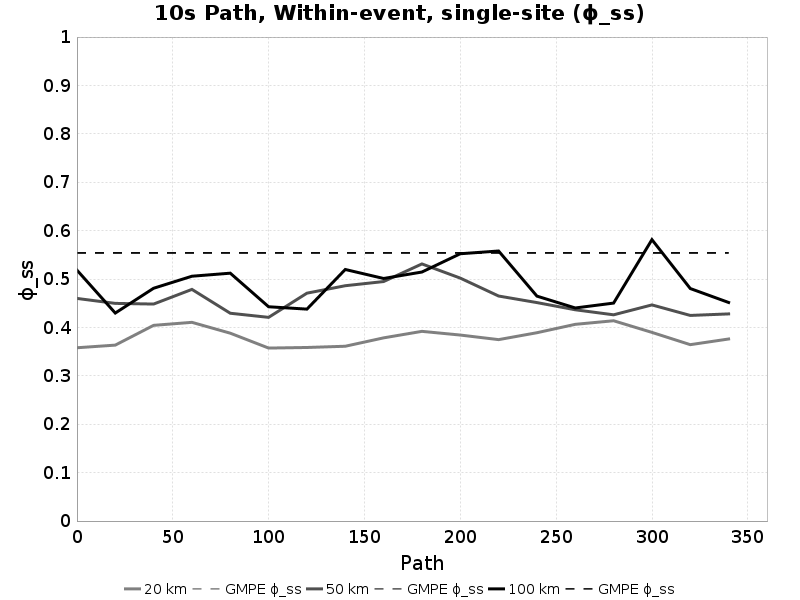 10s Path, Within-event, single-site (ϕ_ss)
1
0.9
0.8
0.7
0.6
0.5
0.4
0.3
0.2
0.1
0
ϕ_ss
0 50 100 150 200 250 300 350
Path
20 km GMPE ϕ_ss 50 km GMPE ϕ_ss 100 km GMPE ϕ_ss